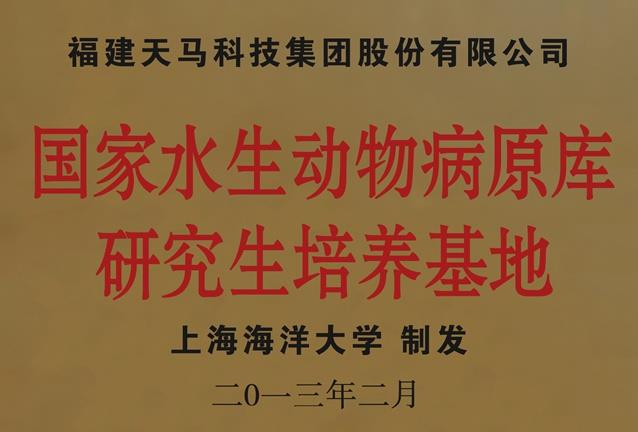 福建天马科技集团股份有限公司
国家水生动物病原库
研究生培养基地
上海海洋大学 制发
二0一三年二月